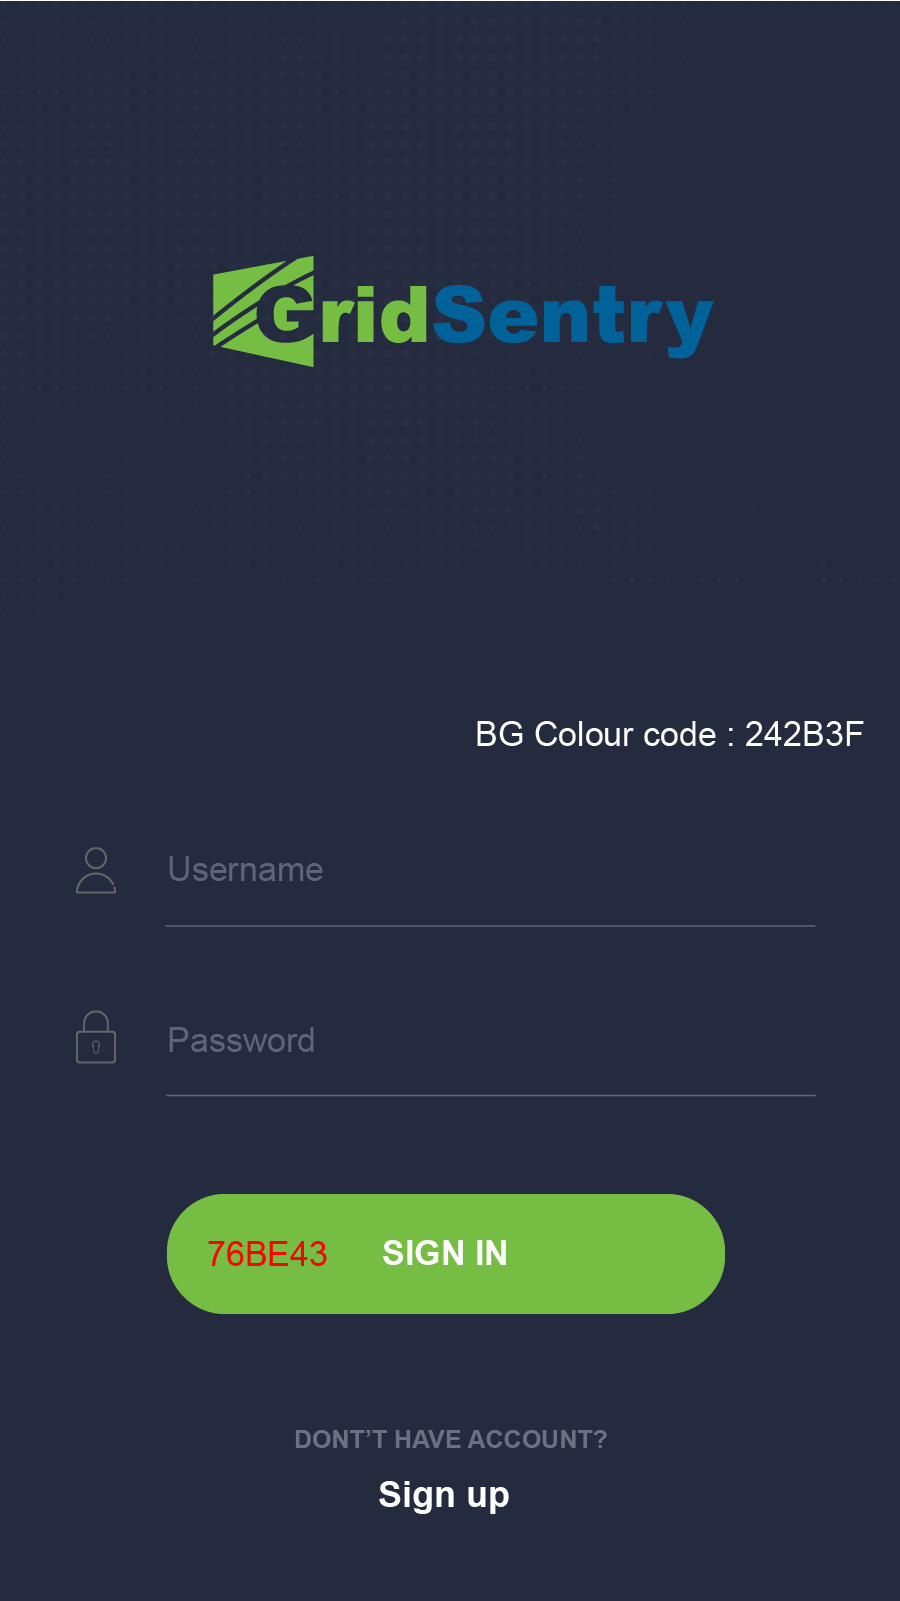 GridSentry
BG Colour code : 242B3F
Username
Password
76BE43 SIGN IN
DONT’T HAVE ACCOUNT?
Sign up